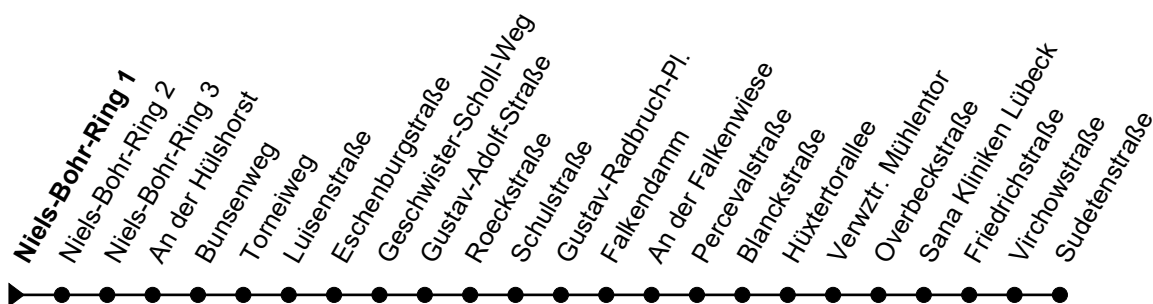 Niels-Bohr-Ring 1
Niels-Bohr-Ring 2
Niels-Bohr-Ring 3
An der Hülshorst
Bunsenweg
Torneiweg
Luisenstraße
Eschenburgstraße
Geschwister-Scholl-Weg
Gustav-Adolf-Straße
Roeckstraße
Schulstraße
Gustav-Radbruch-Pl.
Falkendamm
An der Falkenwiese
Percevalstraße
Blanckstraße
Hüxtertorallee
Verwztr. Mühlentor
Overbeckstraße
Sana Kliniken Lübeck
Friedrichstraße
Virchowstraße
Sudetenstraße